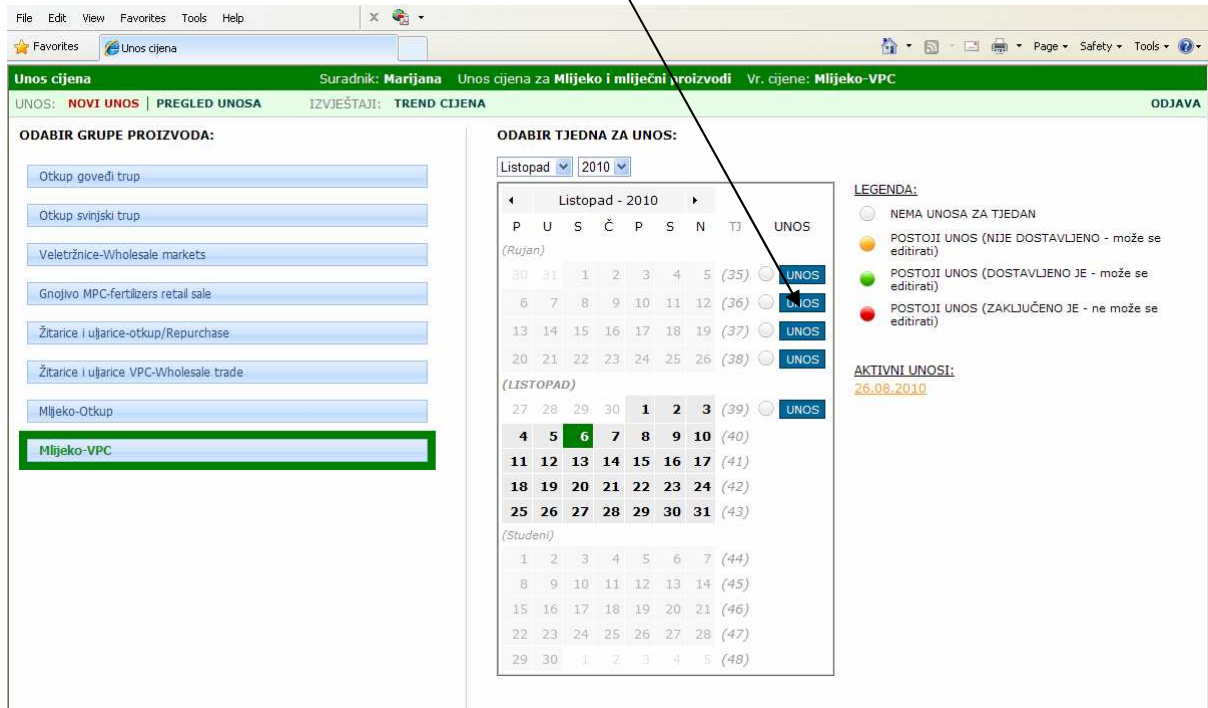 File Edit View Favorites Tools Help x
Favorites Unos cijena Page Safety Tools
Unos cijena Suradnik: Marijana Unos cijena za Mlijeko i mliječni proizvodi Vr. cijene: Mlijeko-VPC
UNOS: NOVI UNOS | PREGLED UNOSA IZVJEŠTAJI: TREND CIJENA ODJAVA
ODABIR GRUPE PROIZVODA:
Otkup goveđi trup
Otkup svinjski trup
Veletržnice-Wholesale markets
Gnojivo MPC-fertilizers retail sale
Žitarice i uljarice-otkup/Repurchase
Žitarice i uljarice VPC-Wholesale trade
Mlijeko-Otkup
Mlijeko-VPC
ODABIR TJEDNA ZA UNOS:
Listopad 2010
Listopad - 2010
P U S Č P S N TJ UNOS
(Rujan)
30 31 1 2 3 4 5 (35) UNOS
6 7 8 9 10 11 12 (36) UNOS
13 14 15 16 17 18 19 (37) UNOS
20 21 22 23 24 25 26 (38) UNOS
(LISTOPAD)
27 28 29 30 1 2 3 (39) UNOS
4 5 6 7 8 9 10 (40)
11 12 13 14 15 16 17 (41)
18 19 20 21 22 23 24 (42)
25 26 27 28 29 30 31 (43)
(Studeni)
1 2 3 4 5 6 7 (44)
8 9 10 11 12 13 14 (45)
15 16 17 18 19 20 21 (46)
22 23 24 25 26 27 28 (47)
29 30 1 2 3 4 5 (48)
LEGENDA:
NEMA UNOSA ZA TJEDAN
POSTOJI UNOS (NIJE DOSTAVLJENO - može se
editirati)
POSTOJI UNOS (DOSTAVLJENO JE - može se
editirati)
POSTOJI UNOS (ZAKLJUČENO JE - ne može se
editirati)
AKTIVNI UNOSI:
26.08.2010